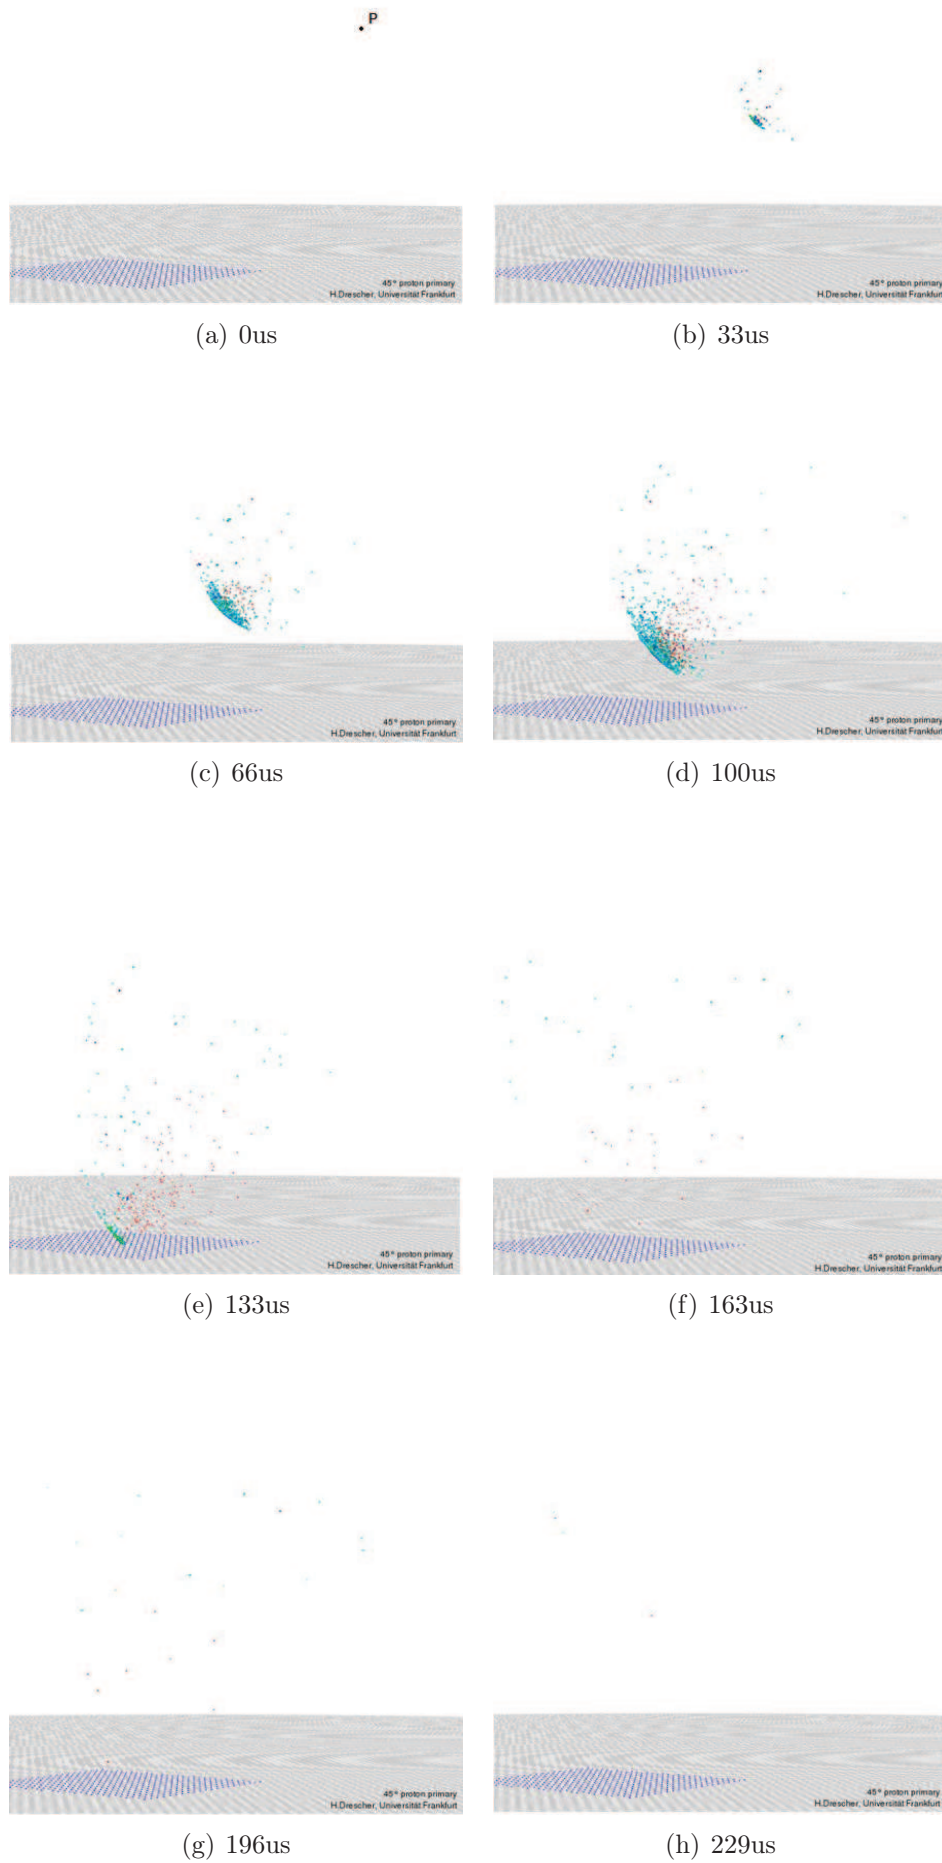 P
45° proton primary
H.Drescher, Universität Frankfurt
45° proton primary
H.Drescher, Universität Frankfurt
(a) 0us
(b) 33us
45° proton primary
H.Drescher, Universität Frankfurt
45° proton primary
H.Drescher, Universität Frankfurt
(c) 66us
(d) 100us
45° proton primary
H.Drescher, Universität Frankfurt
45° proton primary
H.Drescher, Universität Frankfurt
(e) 133us
(f) 163us
45° proton primary
H.Drescher, Universität Frankfurt
45° proton primary
H.Drescher, Universität Frankfurt
(g) 196us
(h) 229us